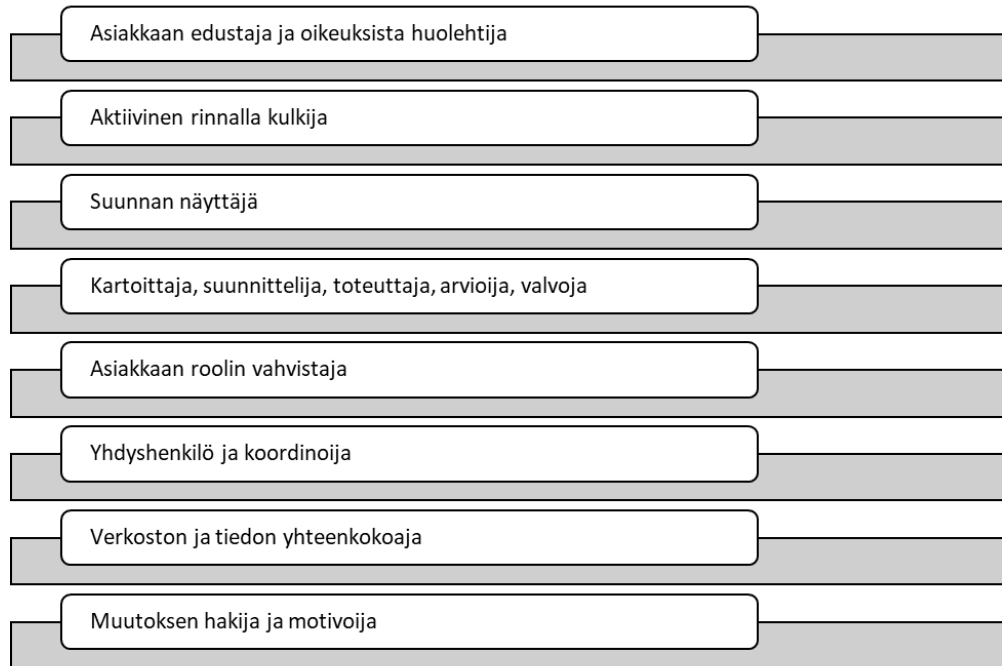 Asiakkaan edustaja ja oikeuksista huolehtija
Aktiivinen rinnalla kulkija
Suunnan näyttäjä
Kartoittaja, suunnittelija, toteuttaja, arvioija, valvoja
Asiakkaan roolin vahvistaja
Yhdyshenkilö ja koordinoija
Verkoston ja tiedon yhteenkokoaja
Muutoksen hakija ja motivoija